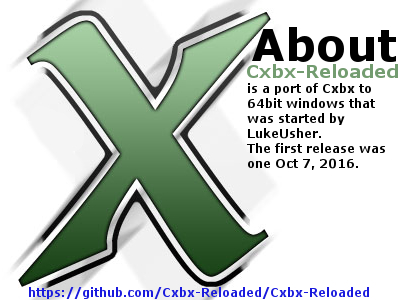 About
Cxbx-Reloaded
is a port of Cxbx to
64bit windows that
was started by
LukeUsher.
The first release was
one Oct 7, 2016.
https://github.com/Cxbx-Reloaded/Cxbx-Reloaded